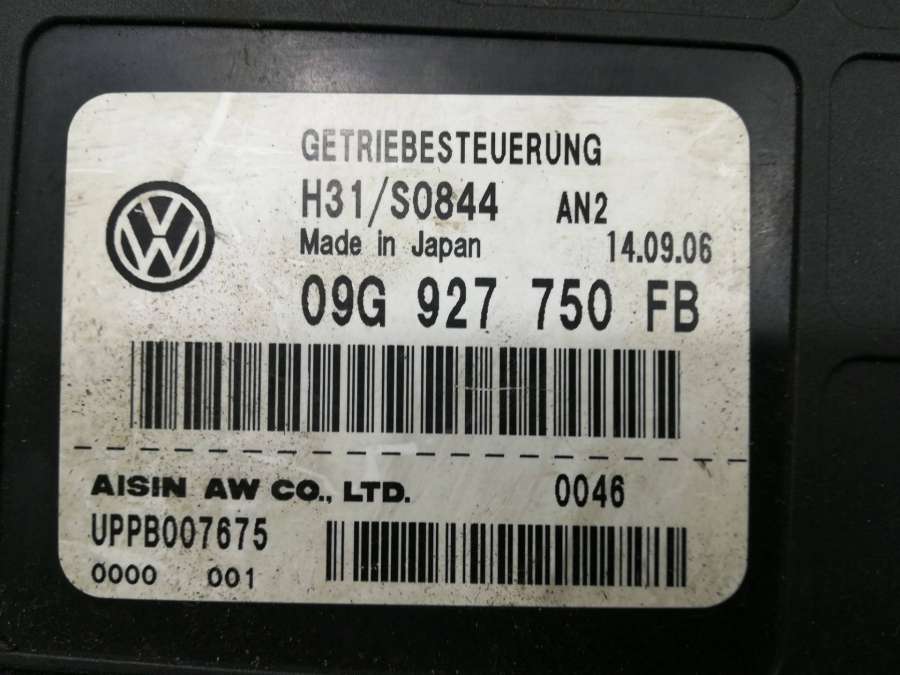 GETRIEBESTEUERUNG
H31/S0844 AN2
Made in Japan 14.09.06
09G 927 750 FB
AISIN AW CO., LTD. 0046
UPPB007675
0000 001